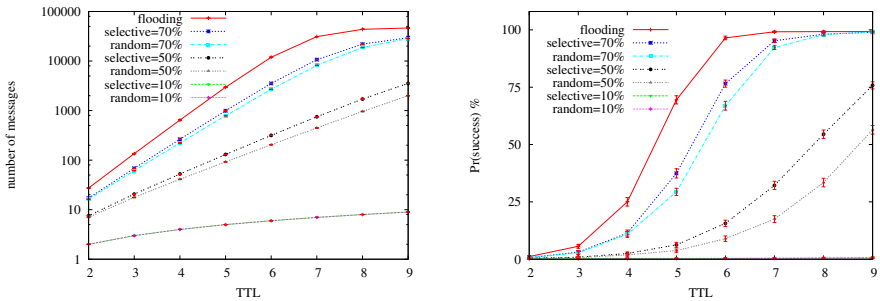 number of messages
100000
10000
1000
100
10
1
flooding
selective=70%
random=70%
selective=50%
random=50%
selective=10%
random=10%
2 3 4 5 6 7 8 9
TTL
Pr(success) %
100
75
50
25
0
flooding
selective=70%
random=70%
selective=50%
random=50%
selective=10%
random=10%
2 3 4 5 6 7 8 9
TTL